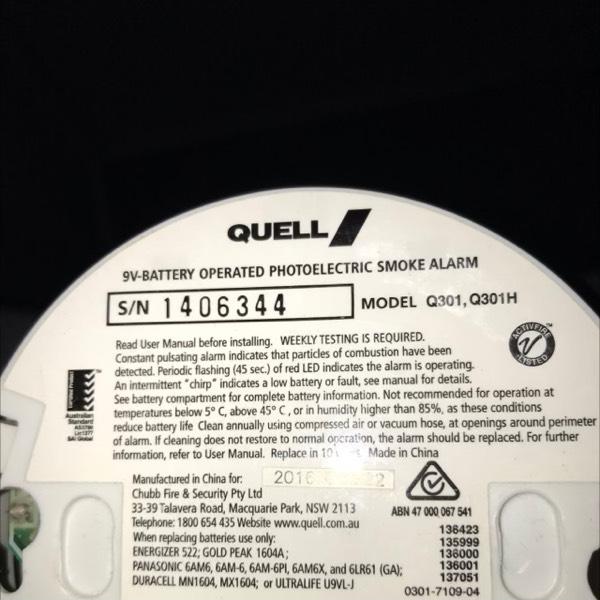 QUELL
9V-BATTERY OPERATED PHOTOELECTRIC SMOKE ALARM
S/N 1406344 MODEL Q301, Q301H
Read User Manual before installing. WEEKLY TESTING IS REQUIRED.
Constant pulsating alarm indicates that particles of combustion have been
detected. Periodic flashing (45 sec.) of red LED indicates the alarm is operating.
An intermittent "chirp" indicates a low battery or fault, see manual for details.
See battery compartment for complete battery information. Not recommended for operation at
temperatures below 5° C, above 45° C, or in humidity higher than 85%, as these conditions
reduce battery life Clean annually using compressed air or vacuum hose, at openings around perimeter
of alarm. If cleaning does not restore to normal operation, the alarm should be replaced. For further
information, refer to User Manual. Replace in 10 Made in China
ACTIVFIRE
LISTED
Australian
Standard
AS3786
Lic1377
SAI Global
Manufactured in China for: 2016 22
Chubb Fire & Security Pty Ltd
33-39 Talavera Road, Macquarie Park, NSW 2113
Telephone: 1800 654 435 Website www.quell.com.au
When replacing batteries use only:
ENERGIZER 522; GOLD PEAK 1604A;
PANASONIC 6AM6, 6AM-6, 6AM-6PI, 6AM6X, and 6LR61 (GA);
DURACELL MN1604, MX1604; or ULTRALIFE U9VL-J
ABN 47 000 067 541
136423
135999
136000
136001
137051
0301-7109-04